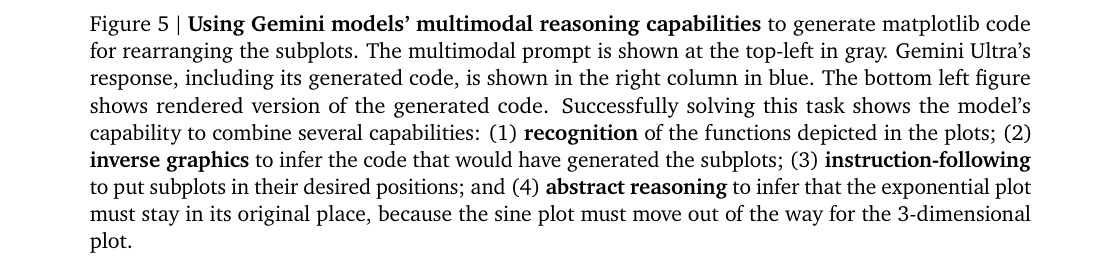 Figure 5 | Using Gemini models’ multimodal reasoning capabilities to generate matplotlib code
for rearranging the subplots. The multimodal prompt is shown at the top-left in gray. Gemini Ultra’s
response, including its generated code, is shown in the right column in blue. The bottom left figure
shows rendered version of the generated code. Successfully solving this task shows the model’s
capability to combine several capabilities: (1) recognition of the functions depicted in the plots; (2)
inverse graphics to infer the code that would have generated the subplots; (3) instruction-following
to put subplots in their desired positions; and (4) abstract reasoning to infer that the exponential plot
must stay in its original place, because the sine plot must move out of the way for the 3-dimensional
plot.